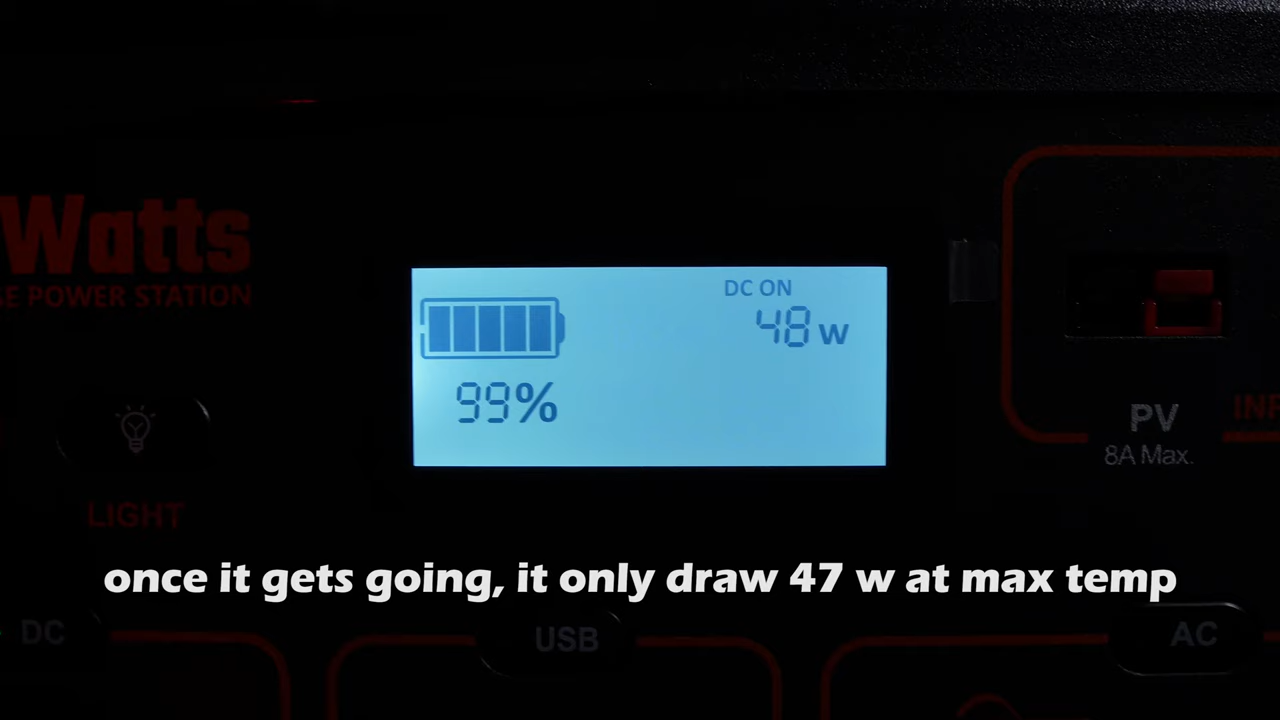 Watts
SE POWER STATION
DC ON
48 w
99%
PV
8A Max.
LIGHT
once it gets going, it only draw 47 w at max temp
DC
USB
AC